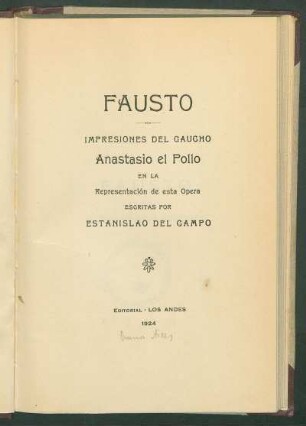 FAUSTO
IMPRESIONES DEL GAUCHO
Anastasio el Pollo
EN LA
Representación de esta Opera
ESCRITAS POR
ESTANISLAO DEL CAMPO
EDITORIAL - LOS ANDES
1924